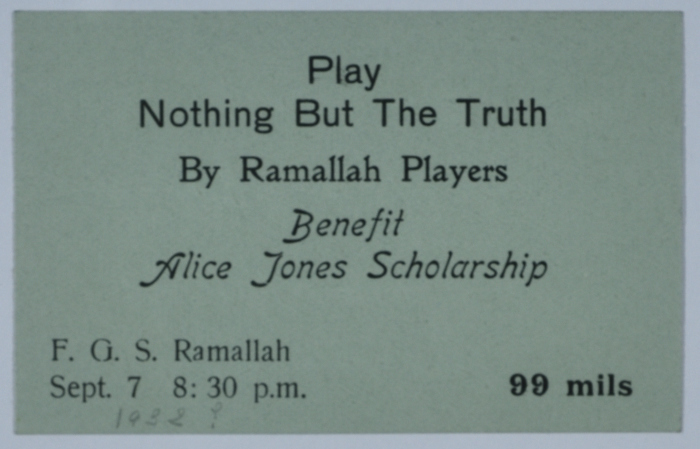 Play
Nothing But The Truth
By Ramallah Players
Benefit
Alice Jones Scholarship
F. G. S. Ramallah
Sept. 7 8:30 p.m.
99 mils
1932 ?